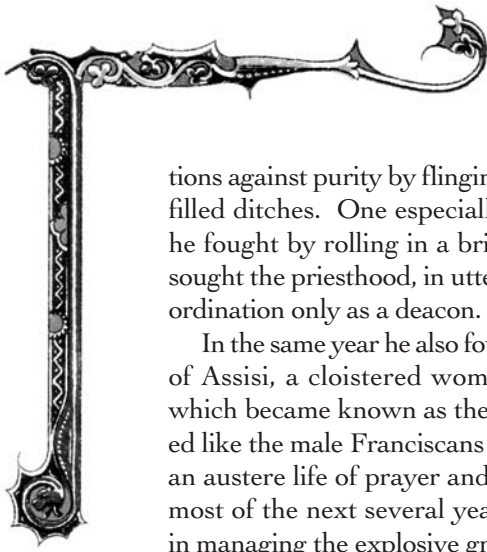 tions against purity by flingin
filled ditches. One especiall
he fought by rolling in a bri
sought the priesthood, in utte
ordination only as a deacon.
In the same year he also fou
of Assisi, a cloistered wom
which became known as the
ed like the male Franciscans
an austere life of prayer and
most of the next several yea
in managing the explosive gr